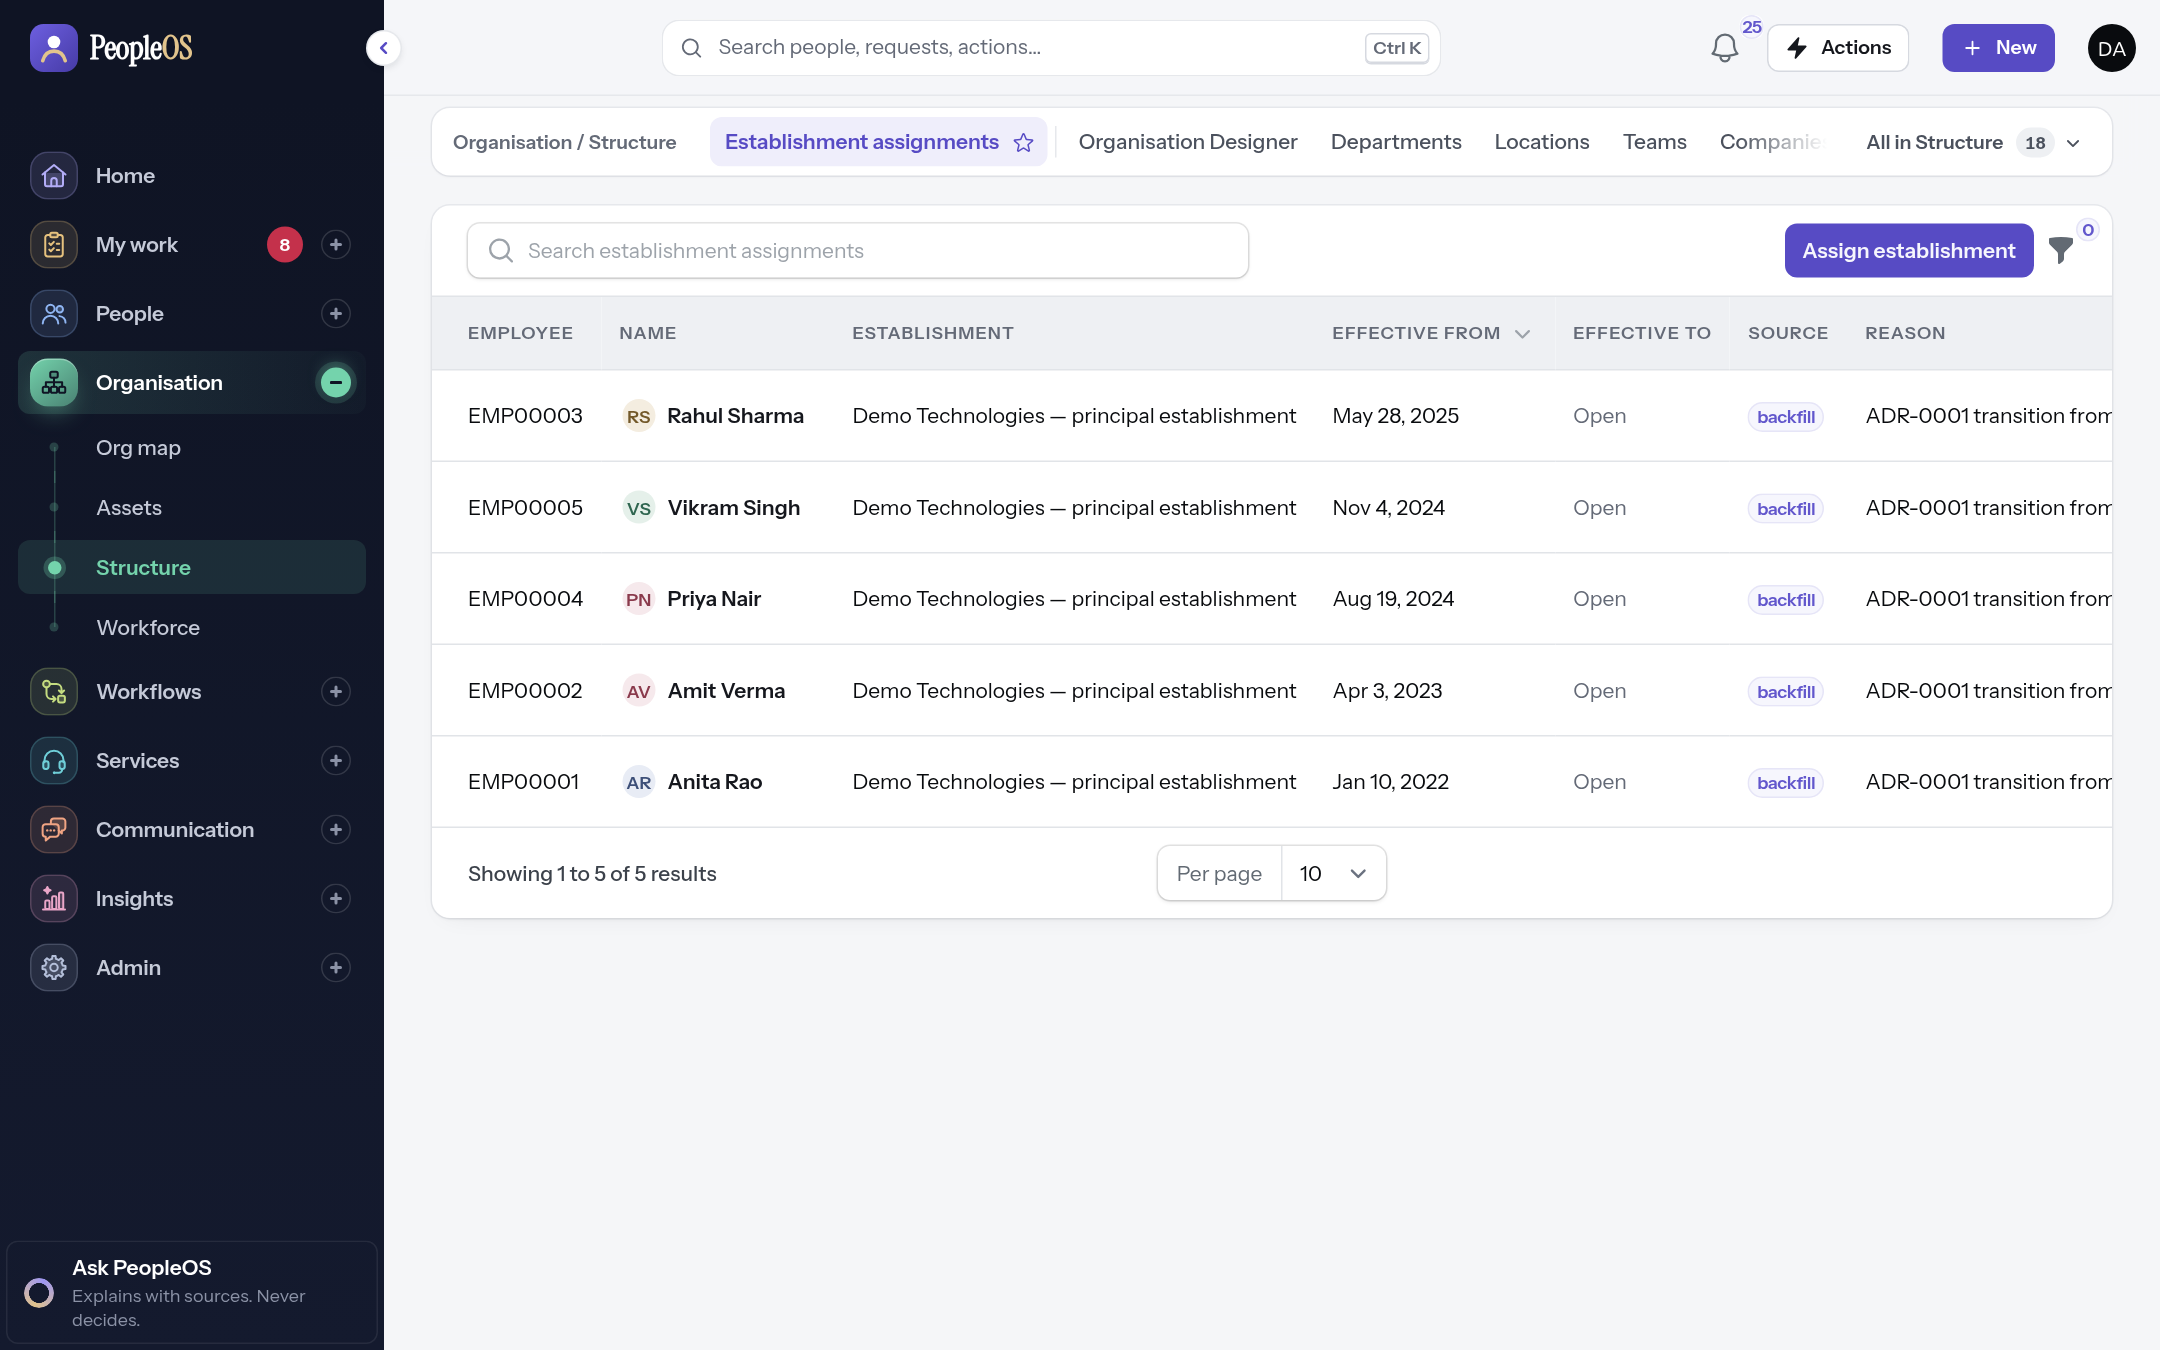 PeopleOS
Search people, requests, actions...
Ctrl K
25
Actions
New
DA
Home
My work
8
People
Organisation
Org map
Assets
Structure
Workforce
Workflows
Services
Communication
Insights
Admin
Ask PeopleOS
Explains with sources. Never
decides.
Organisation / Structure
Establishment assignments
Organisation Designer
Departments
Locations
Teams
Companie
All in Structure 18
Search establishment assignments
Assign establishment
0
EMPLOYEE NAME ESTABLISHMENT EFFECTIVE FROM EFFECTIVE TO SOURCE REASON
EMP00003 RS Rahul Sharma Demo Technologies — principal establishment May 28, 2025 Open backfill ADR-0001 transition from
EMP00005 VS Vikram Singh Demo Technologies — principal establishment Nov 4, 2024 Open backfill ADR-0001 transition from
EMP00004 PN Priya Nair Demo Technologies — principal establishment Aug 19, 2024 Open backfill ADR-0001 transition from
EMP00002 AV Amit Verma Demo Technologies — principal establishment Apr 3, 2023 Open backfill ADR-0001 transition from
EMP00001 AR Anita Rao Demo Technologies — principal establishment Jan 10, 2022 Open backfill ADR-0001 transition from
Showing 1 to 5 of 5 results
Per page 10